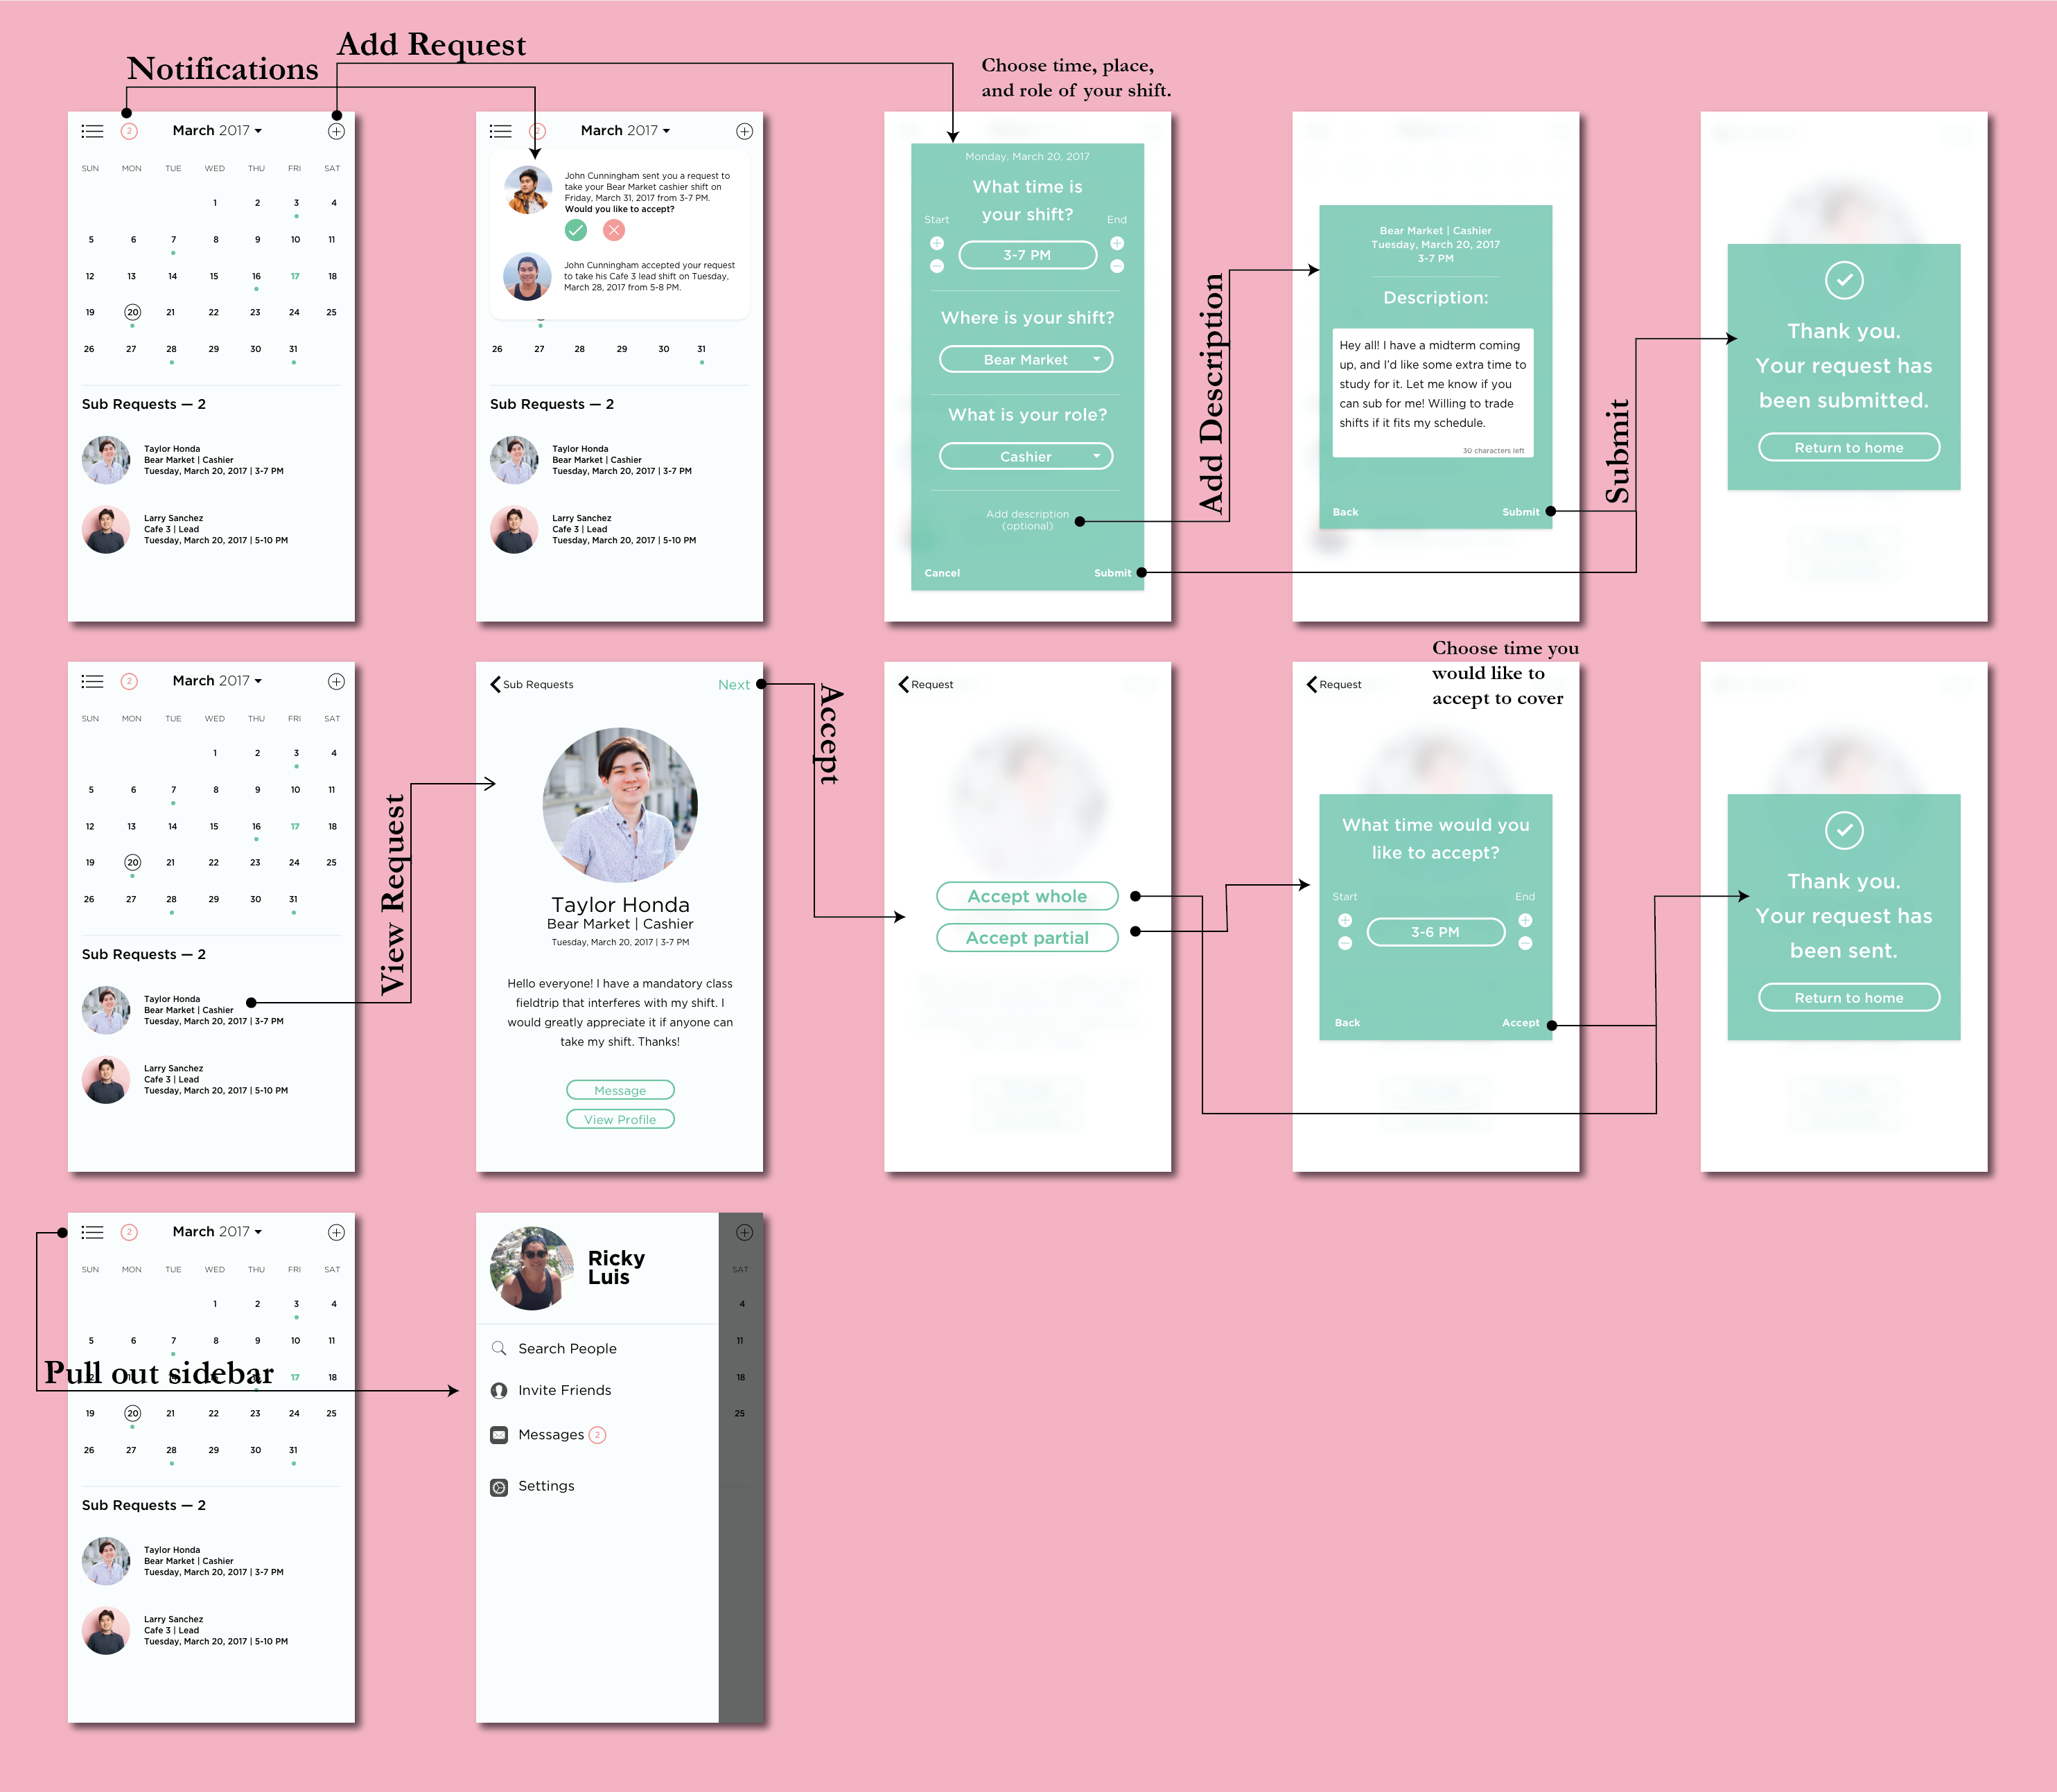 Add Request
Notifications
Choose time, place,
and role of your shift.
2
March 2017
SUN MON TUE WED THU FRI SAT
1 2 3 4
5 6 7 8 9 10 11
12 13 14 15 16 17 18
19 20 21 22 23 24 25
26 27 28 29 30 31
Sub Requests — 2
Taylor Honda
Bear Market | Cashier
Tuesday, March 20, 2017 | 3-7 PM
Larry Sanchez
Cafe 3 | Lead
Tuesday, March 20, 2017 | 5-10 PM
2
March 2017
John Cunningham sent you a request to
take your Bear Market cashier shift on
Friday, March 31, 2017 from 3-7 PM.
Would you like to accept?
John Cunningham accepted your request
to take his Cafe 3 lead shift on Tuesday,
March 28, 2017 from 5-8 PM.
26 27 28 29 30 31
Sub Requests — 2
Taylor Honda
Bear Market | Cashier
Tuesday, March 20, 2017 | 3-7 PM
Larry Sanchez
Cafe 3 | Lead
Tuesday, March 20, 2017 | 5-10 PM
Monday, March 20, 2017
What time is
your shift?
Start
End
3-7 PM
Where is your shift?
Bear Market
What is your role?
Cashier
Add description
(optional)
Cancel
Submit
Add Description
Bear Market | Cashier
Tuesday, March 20, 2017
3-7 PM
Description:
Hey all! I have a midterm coming
up, and I'd like some extra time to
study for it. Let me know if you
can sub for me! Willing to trade
shifts if it fits my schedule.
30 characters left
Back
Submit
Submit
Thank you.
Your request has
been submitted.
Return to home
2
March 2017
SUN MON TUE WED THU FRI SAT
1 2 3 4
5 6 7 8 9 10 11
12 13 14 15 16 17 18
19 20 21 22 23 24 25
26 27 28 29 30 31
Sub Requests — 2
Taylor Honda
Bear Market | Cashier
Tuesday, March 20, 2017 | 3-7 PM
Larry Sanchez
Cafe 3 | Lead
Tuesday, March 20, 2017 | 5-10 PM
View Request
Sub Requests
Next
Taylor Honda
Bear Market | Cashier
Tuesday, March 20, 2017 | 3-7 PM
Hello everyone! I have a mandatory class
fieldtrip that interferes with my shift. I
would greatly appreciate it if anyone can
take my shift. Thanks!
Message
View Profile
Accept
Request
Accept whole
Accept partial
Choose time you
would like to
accept to cover
Request
What time would you
like to accept?
Start
End
3-6 PM
Back
Accept
Thank you.
Your request has
been sent.
Return to home
2
March 2017
SUN MON TUE WED THU FRI SAT
1 2 3 4
5 6 7 8 9 10 11
Pull out sidebar
17 18
19 20 21 22 23 24 25
26 27 28 29 30 31
Sub Requests — 2
Taylor Honda
Bear Market | Cashier
Tuesday, March 20, 2017 | 3-7 PM
Larry Sanchez
Cafe 3 | Lead
Tuesday, March 20, 2017 | 5-10 PM
Ricky
Luis
Search People
Invite Friends
Messages 2
Settings
SAT
4
11
18
25